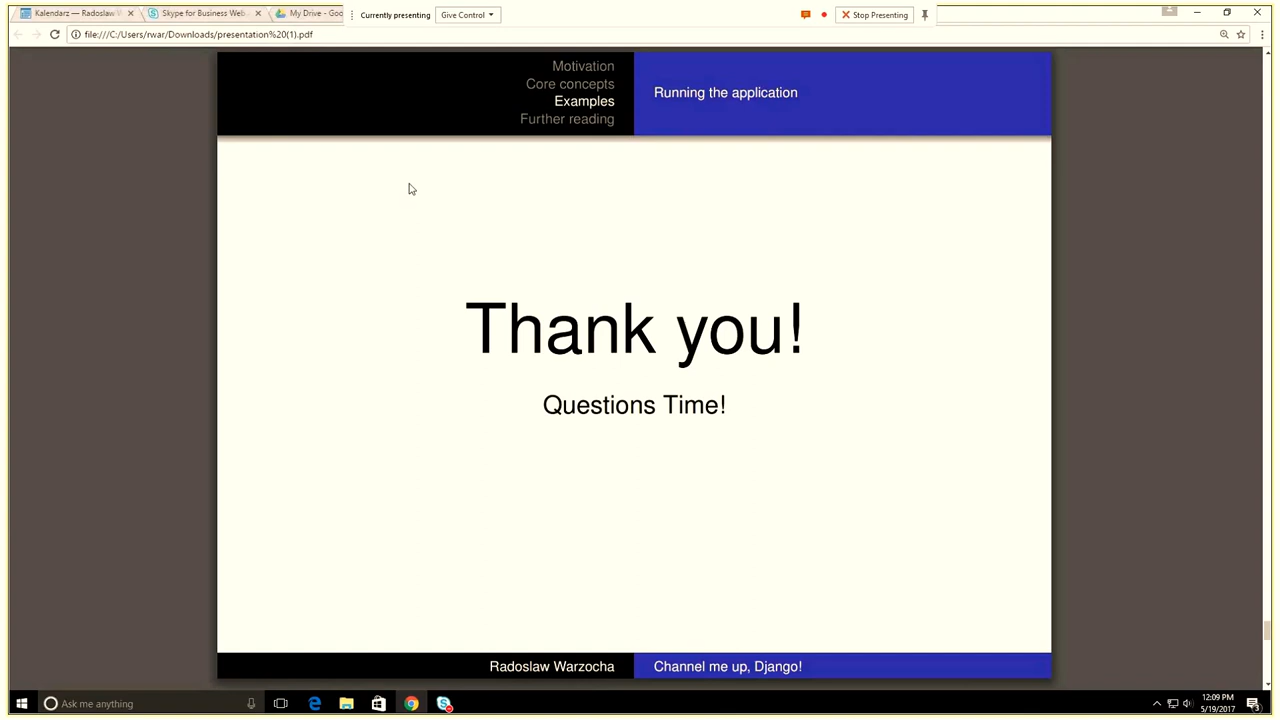 Kalendarz — Radoslaw W
Skype for Business Web
My Drive - Goo
Currently presenting
Give Control
Stop Presenting
file:///C:/Users/rwar/Downloads/presentation%20(1).pdf
Motivation
Core concepts
Examples
Further reading
Running the application
Thank you!
Questions Time!
Radoslaw Warzocha
Channel me up, Django!
Ask me anything
12:09 PM
5/19/2017
3